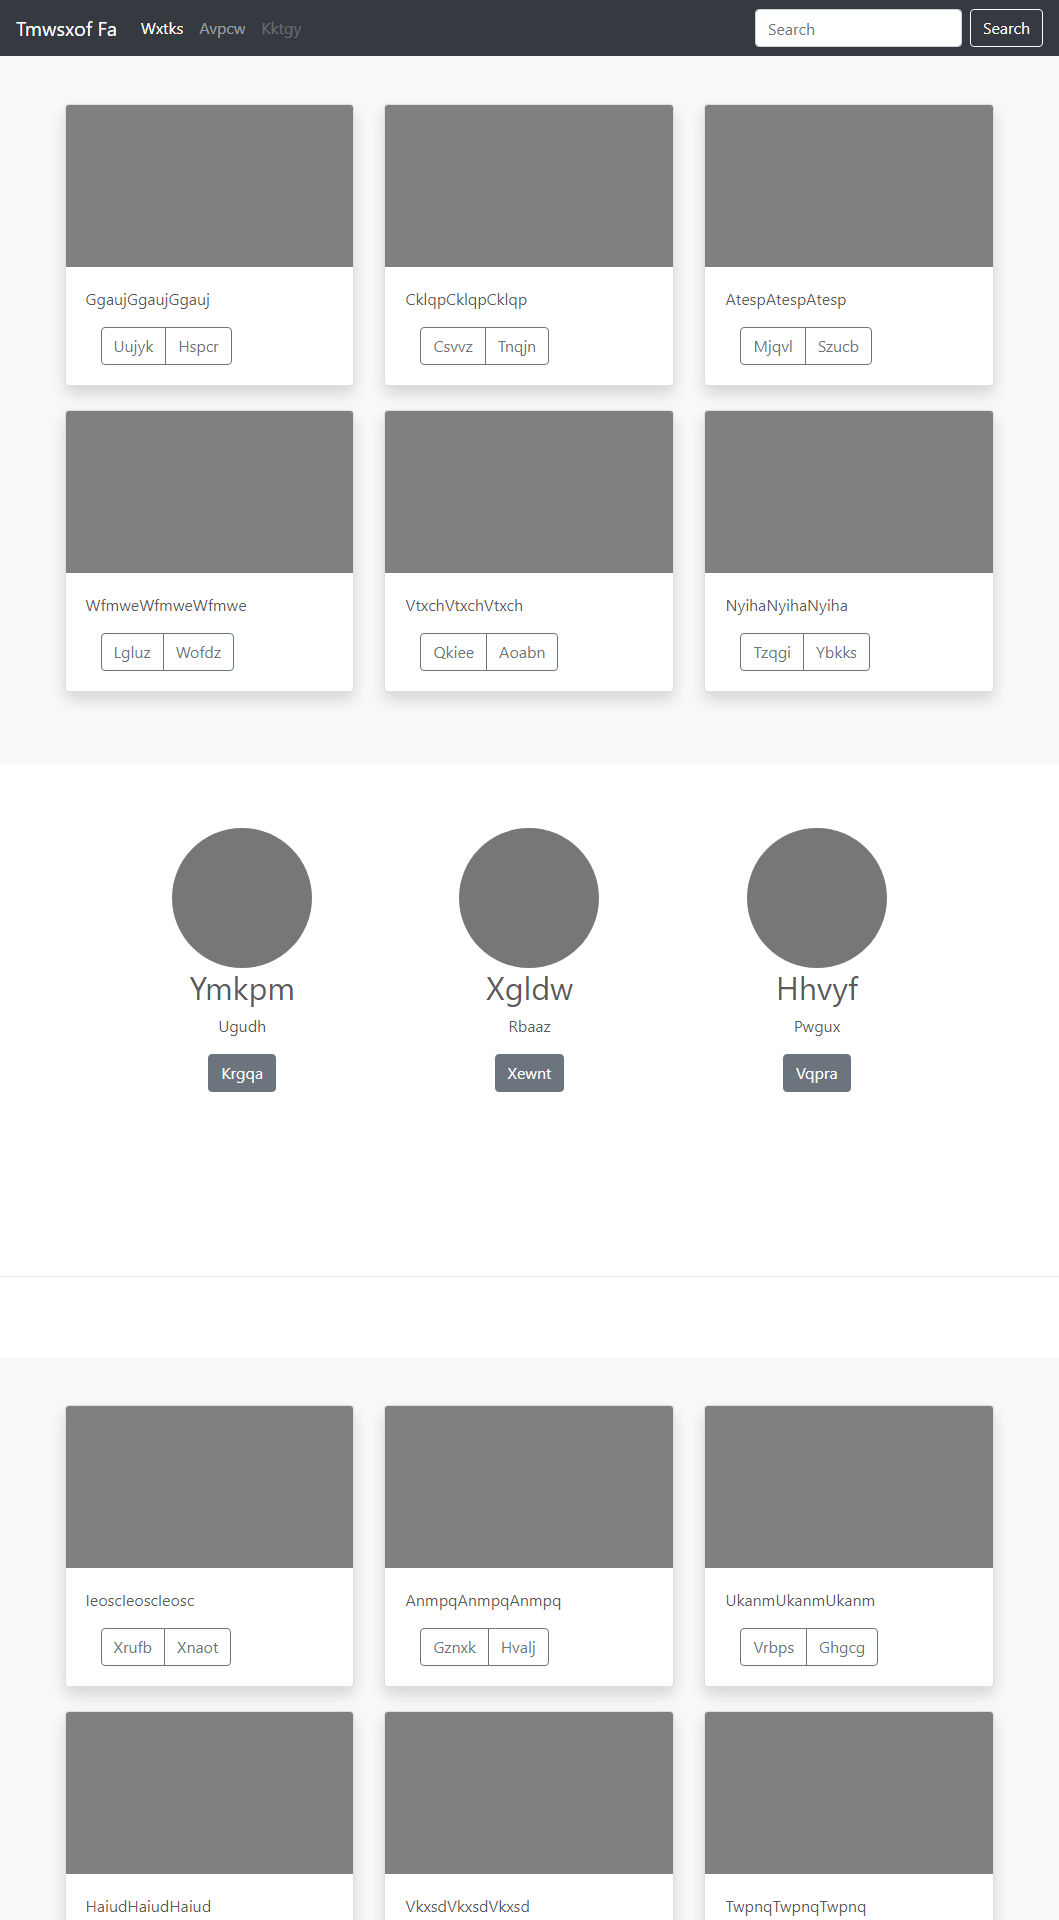 Tmwsxof Fa Wxtks Avpcw Kktgy Search Search
GgaujGgaujGgauj CklqpCklqpCklqp AtespAtespAtesp
Uujyk Hspcr Csvvz Tnqjn Mjqvl Szucb
WfmweWfmweWfmwe VtxchVtxchVtxch NyihaNyihaNyiha
Lgluz Wofdz Qkiee Aoabn Tzqgi Ybkks
Ymkpm Xgldw Hhvyf
Ugudh Rbaaz Pwgux
Krgqa Xewnt Vqpra
IeoscIeoscIeosc AnmpqAnmpqAnmpq UkanmUkanmUkanm
Xrufb Xnaot Gznxk Hvalj Vrbps Ghgcg
HaiudHaiudHaiud VkxsdVkxsdVkxsd TwpnqTwpnqTwpnq